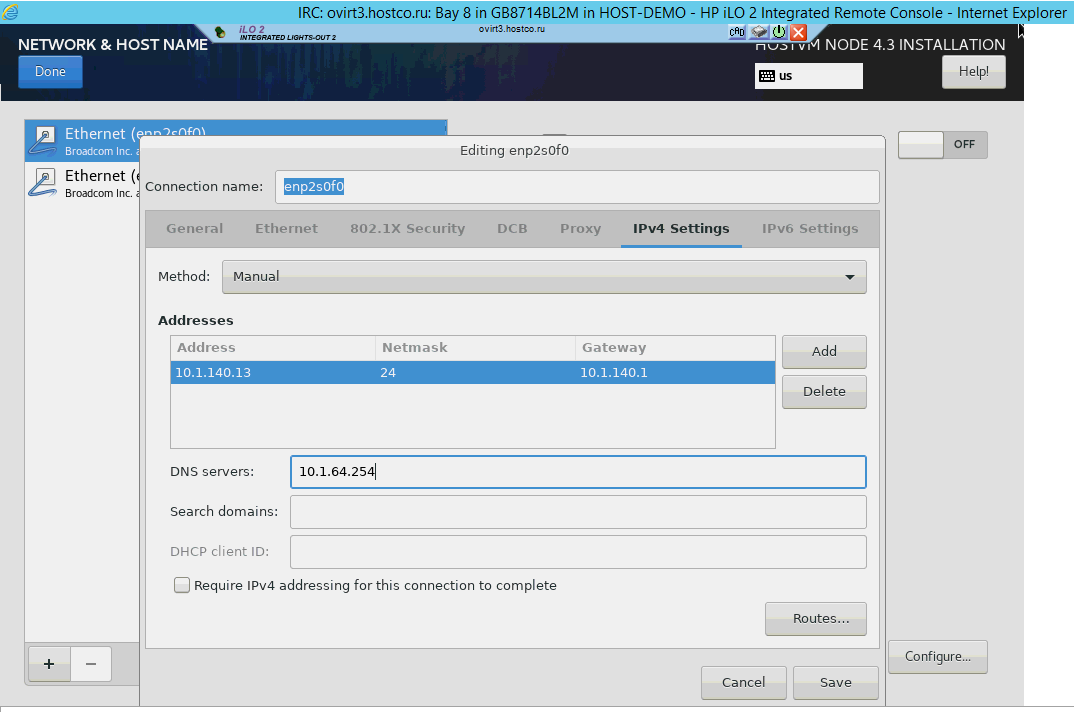 IRC: ovirt3.hostco.ru: Bay 8 in GB8714BL2M in HOST-DEMO - HP iLO 2 Integrated Remote Console - Internet Explorer
NETWORK & HOST NAME
iLO 2
INTEGRATED LIGHTS-OUT 2
ovirt3.hostco.ru
CAD
HOSTVM NODE 4.3 INSTALLATION
Done
us
Help!
Ethernet (enp2s0f0)
Broadcom Inc. a
Ethernet (e
Broadcom Inc. a
OFF
Editing enp2s0f0
Connection name: enp2s0f0
General Ethernet 802.1X Security DCB Proxy IPv4 Settings IPv6 Settings
Method: Manual
Addresses
Address Netmask Gateway
10.1.140.13 24 10.1.140.1
Add
Delete
DNS servers: 10.1.64.254
Search domains:
DHCP client ID:
Require IPv4 addressing for this connection to complete
Routes...
+ −
Configure...
Cancel Save